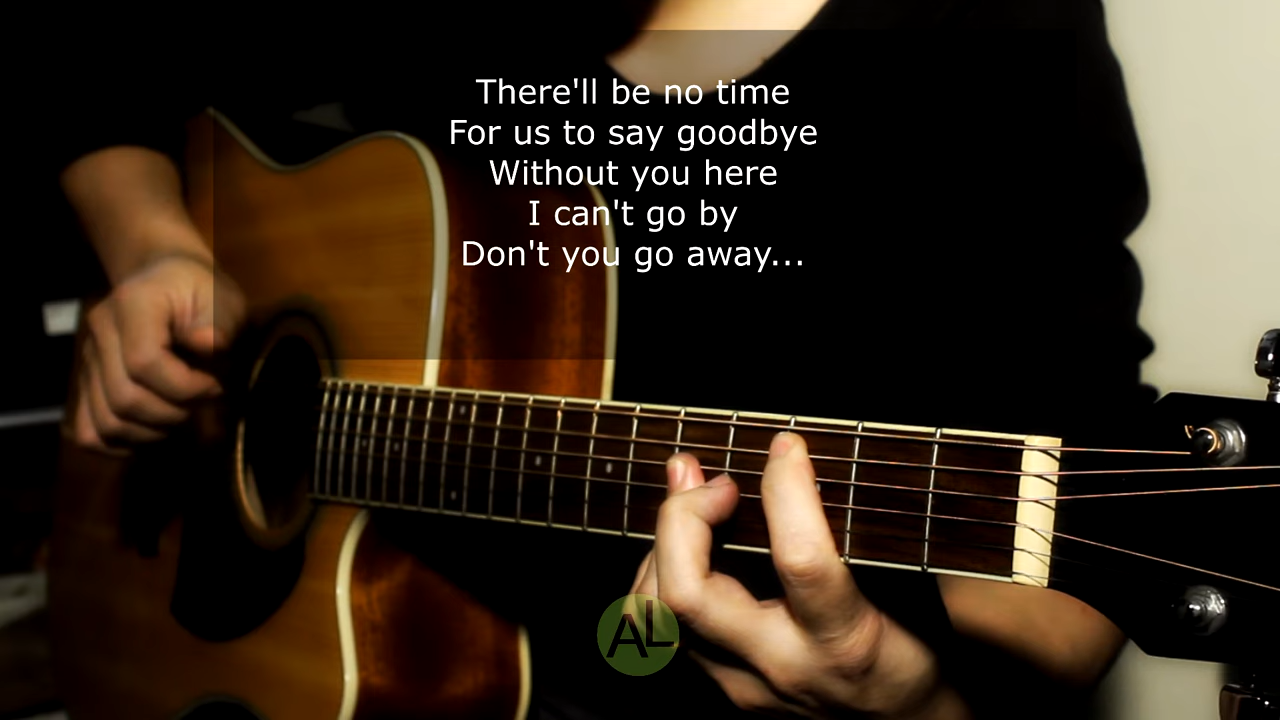 There'll be no time
For us to say goodbye
Without you here
I can't go by
Don't you go away...
AL